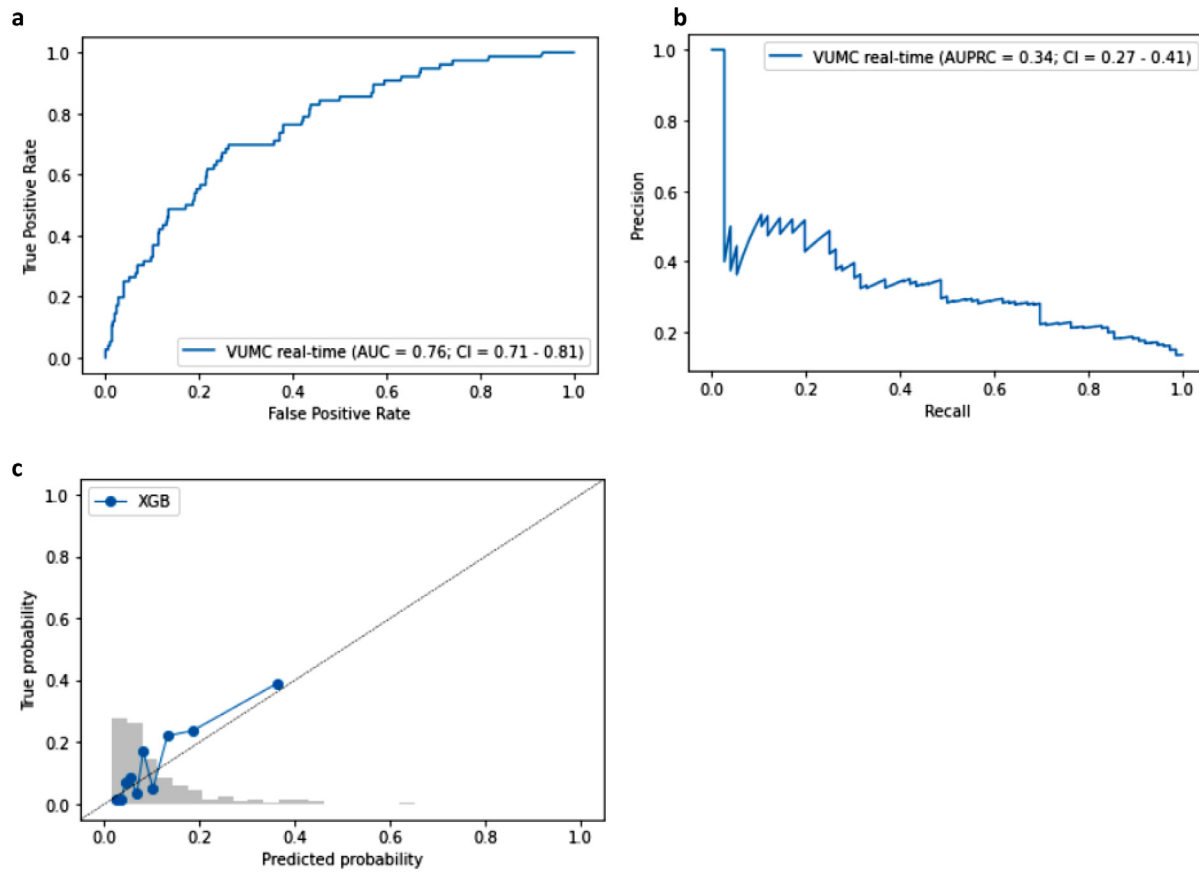 a
1.0
0.8
0.6
0.4
0.2
0.0
True Positive Rate
VUMC real-time (AUC = 0.76; CI = 0.71 - 0.81)
0.0 0.2 0.4 0.6 0.8 1.0
False Positive Rate
b
1.0
0.8
0.6
0.4
0.2
Precision
VUMC real-time (AUPRC = 0.34; CI = 0.27 - 0.41)
0.0 0.2 0.4 0.6 0.8 1.0
Recall
c
1.0
0.8
0.6
0.4
0.2
0.0
True probability
XGB
0.0 0.2 0.4 0.6 0.8 1.0
Predicted probability